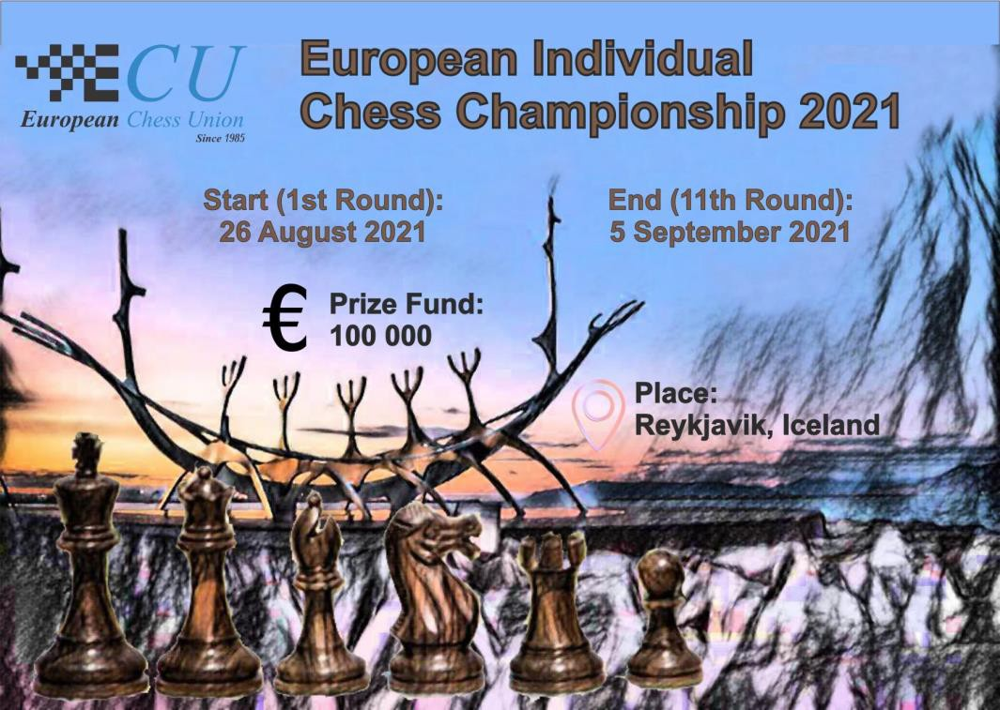 ECU
European Chess Union
Since 1985
European Individual
Chess Championship 2021
Start (1st Round):
26 August 2021
End (11th Round):
5 September 2021
€
Prize Fund:
100 000
Place:
Reykjavik, Iceland